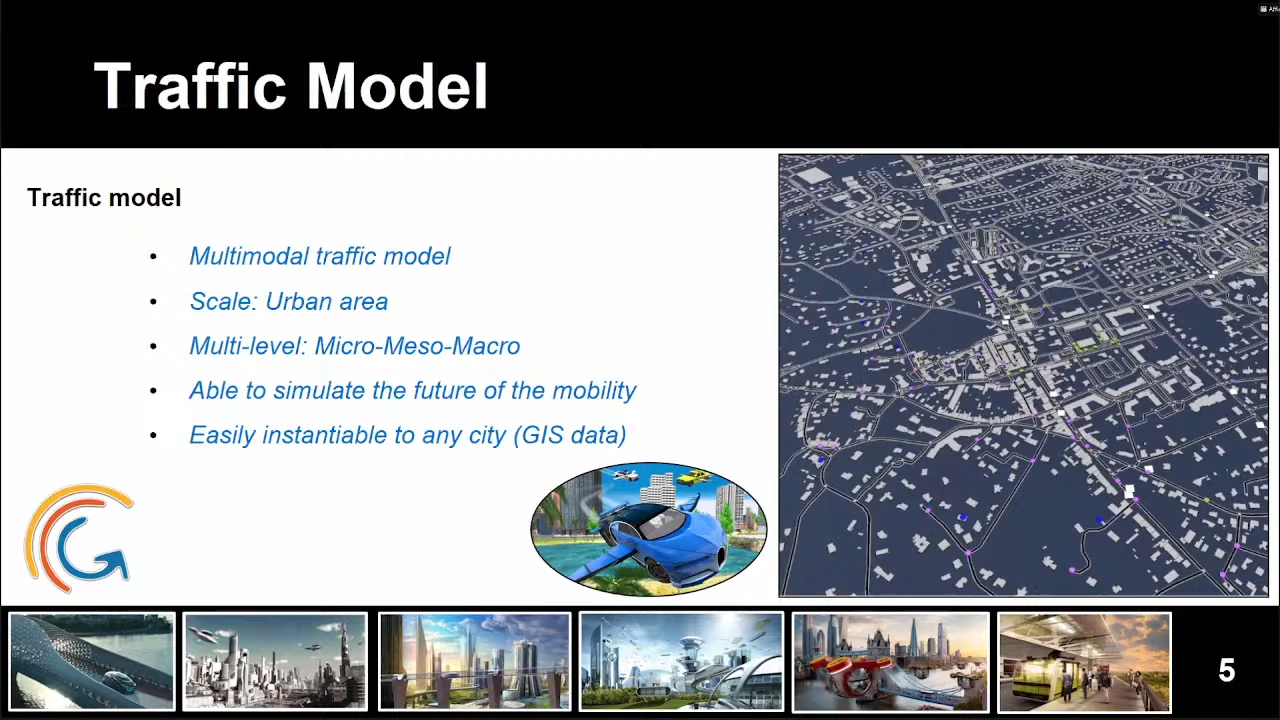 Traffic Model
Traffic model
• Multimodal traffic model
• Scale: Urban area
• Multi-level: Micro-Meso-Macro
• Able to simulate the future of the mobility
• Easily instantiable to any city (GIS data)
5